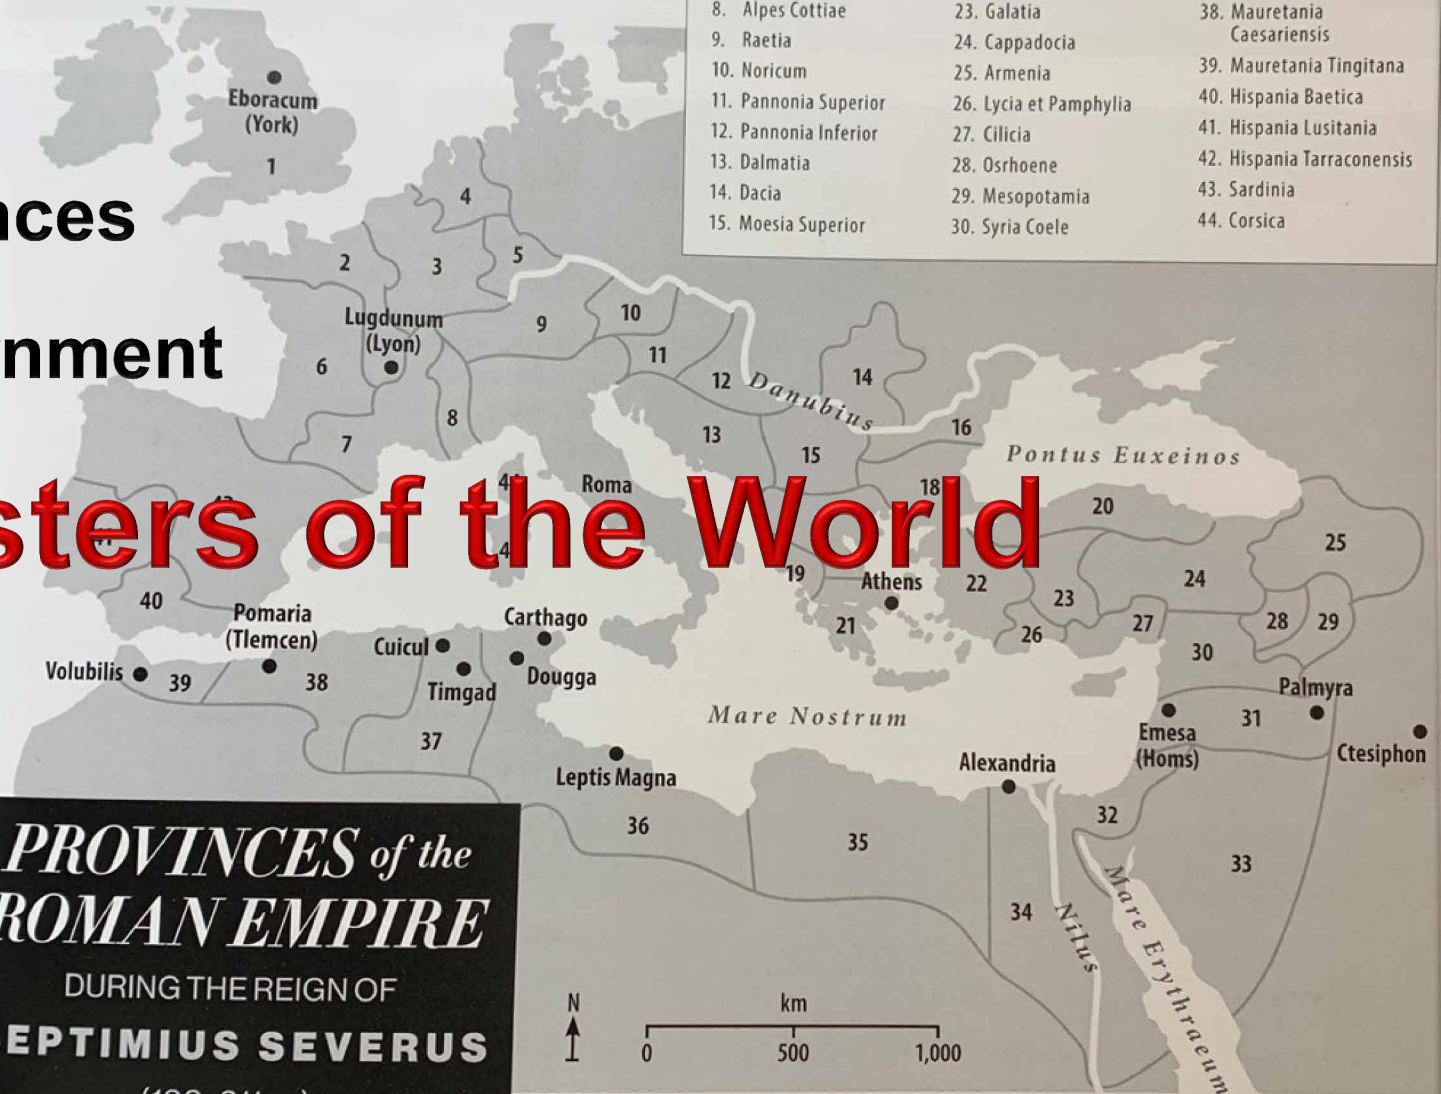 8. Alpes Cottiae
9. Raetia
10. Noricum
11. Pannonia Superior
12. Pannonia Inferior
13. Dalmatia
14. Dacia
15. Moesia Superior
23. Galatia
24. Cappadocia
25. Armenia
26. Lycia et Pamphylia
27. Cilicia
28. Osrhoene
29. Mesopotamia
30. Syria Coele
38. Mauretania
Caesariensis
39. Mauretania Tingitana
40. Hispania Baetica
41. Hispania Lusitania
42. Hispania Tarraconensis
43. Sardinia
44. Corsica
Eboracum
(York)
1
nces
4
2
3
5
nment
Lugdunum
(Lyon)
6
7
8
9
10
11
12
Danubius
14
13
15
16
Pontus Euxeinos
Roma
18
20
sters of the World
19
Athens
21
22
23
24
25
26
27
28
29
30
40
Pomaria
(Tlemcen)
Volubilis
39
38
Cuicul
Timgad
Carthago
Dougga
37
Mare Nostrum
Leptis Magna
Palmyra
31
Emesa
(Homs)
Ctesiphon
Alexandria
32
33
36
35
34
Nilus
Mare Erythraeum
PROVINCES of the
ROMAN EMPIRE
DURING THE REIGN OF
EPTIMIUS SEVERUS
N
km
0 500 1,000